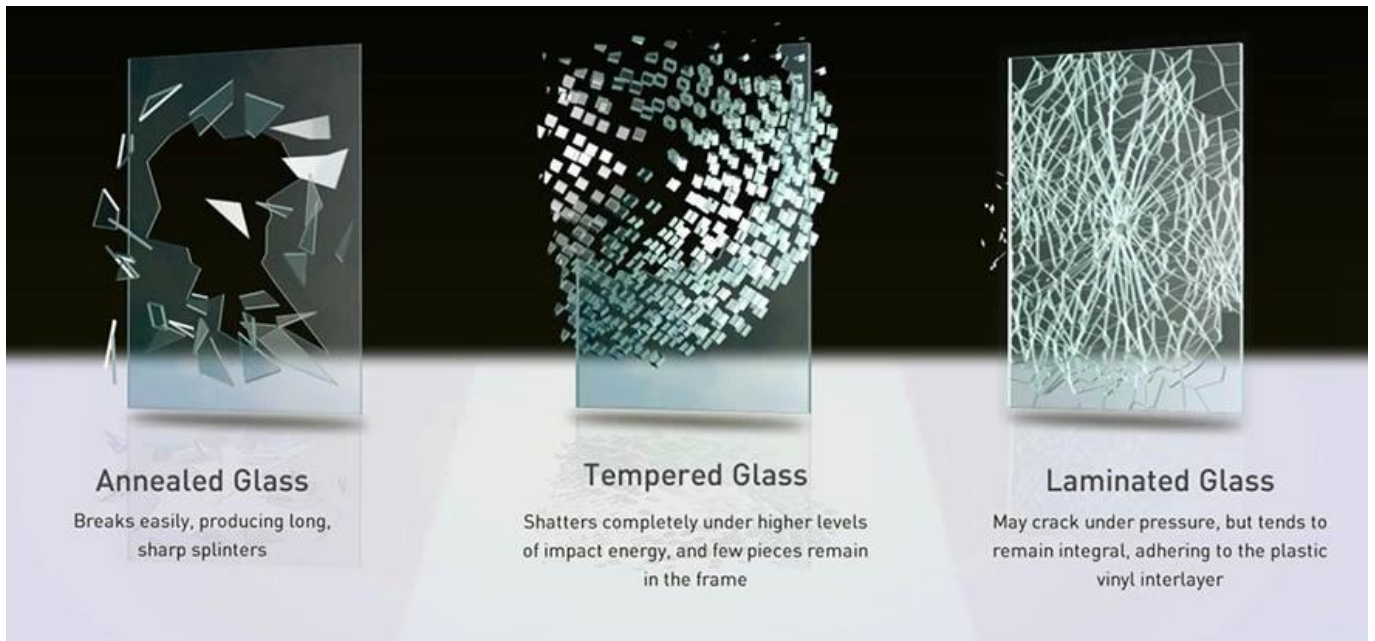 Annealed Glass
Breaks easily, producing long,
sharp splinters
Tempered Glass
Shatters completely under higher levels
of impact energy, and few pieces remain
in the frame
Laminated Glass
May crack under pressure, but tends to
remain integral, adhering to the plastic
vinyl interlayer